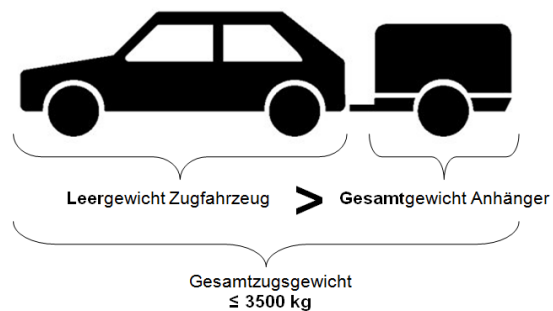 Leergewicht Zugfahrzeug > Gesamtgewicht Anhänger
Gesamtzugsgewicht
≤ 3500 kg